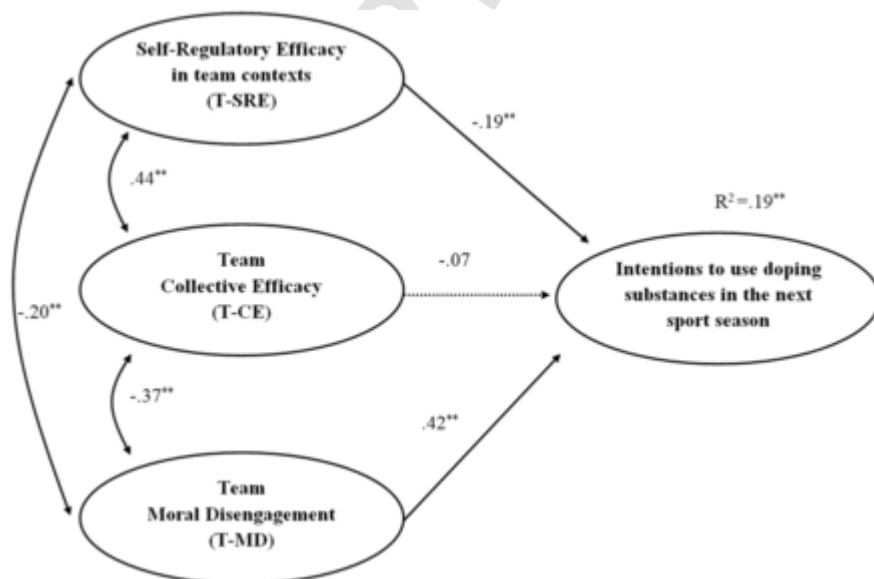 Self-Regulatory Efficacy
in team contexts
(T-SRE)
-.19**
.44**
R²=.19**
Team
Collective Efficacy
(T-CE)
-.07
Intentions to use doping
substances in the next
sport season
-.20**
-.37**
.42**
Team
Moral Disengagement
(T-MD)